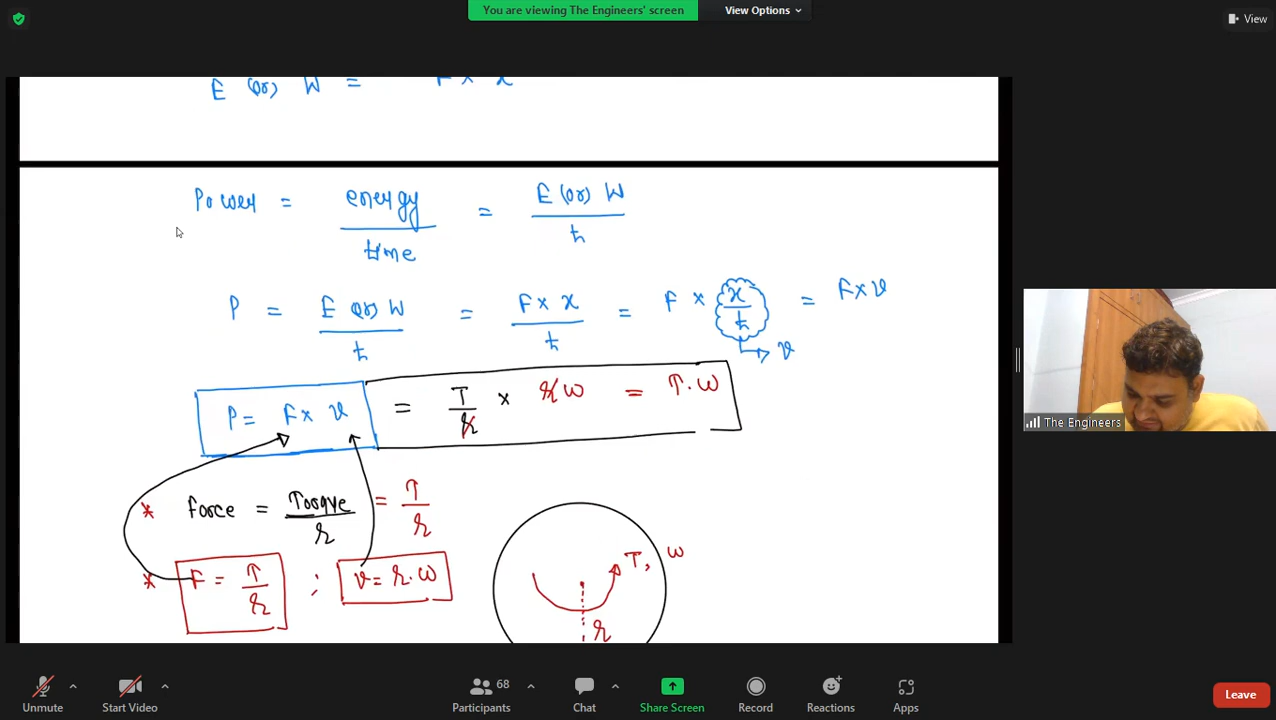 You are viewing The Engineers' screen
View Options
View
E (or) W = F × x
Power = energy / time = E (or) W / t
P = E (or) W / t = F × x / t = F × x / t = F × v
→ v
P = F × v = T / r × r ω = T · ω
* force = Torque / r = T / r
* F = T / r ; v = r · ω
T, ω
r
The Engineers
Unmute
Start Video
68
Participants
Chat
Share Screen
Record
Reactions
Apps
Leave